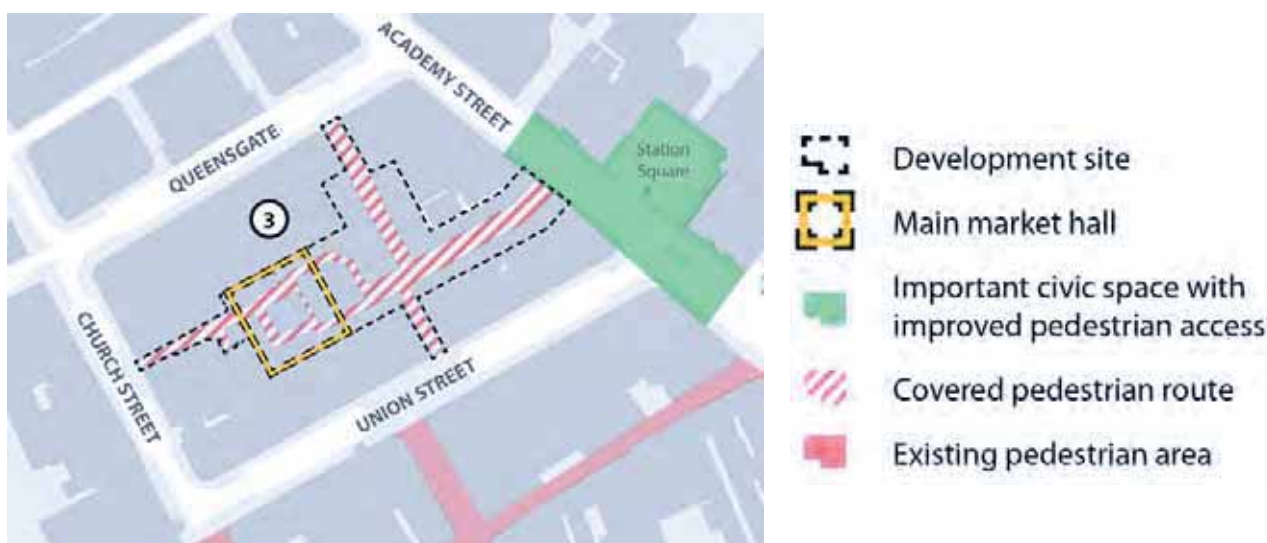 ACADEMY STREET
QUEENSGATE
Station
Square
3
CHURCH STREET
UNION STREET
Development site
Main market hall
Important civic space with
improved pedestrian access
Covered pedestrian route
Existing pedestrian area